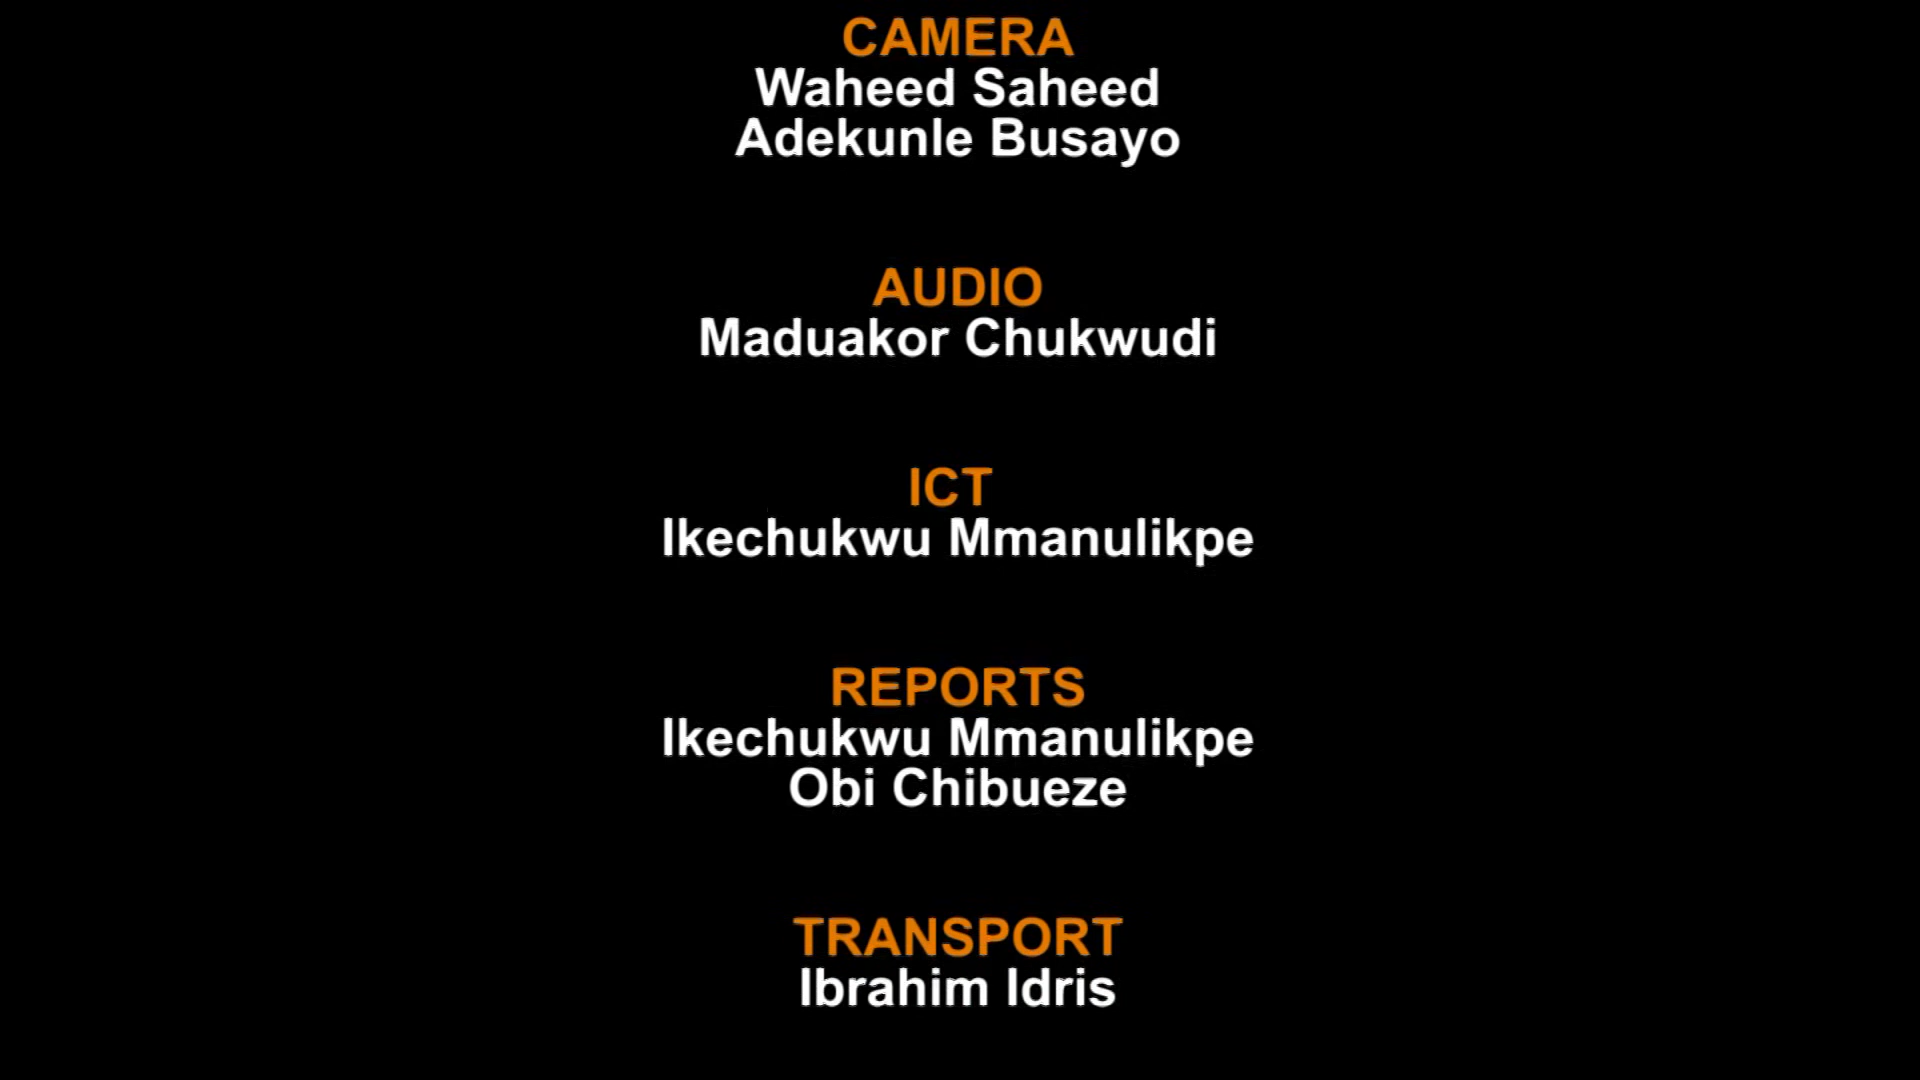 CAMERA
Waheed Saheed
Adekunle Busayo
AUDIO
Maduakor Chukwudi
ICT
Ikechukwu Mmanulikpe
REPORTS
Ikechukwu Mmanulikpe
Obi Chibueze
TRANSPORT
Ibrahim Idris